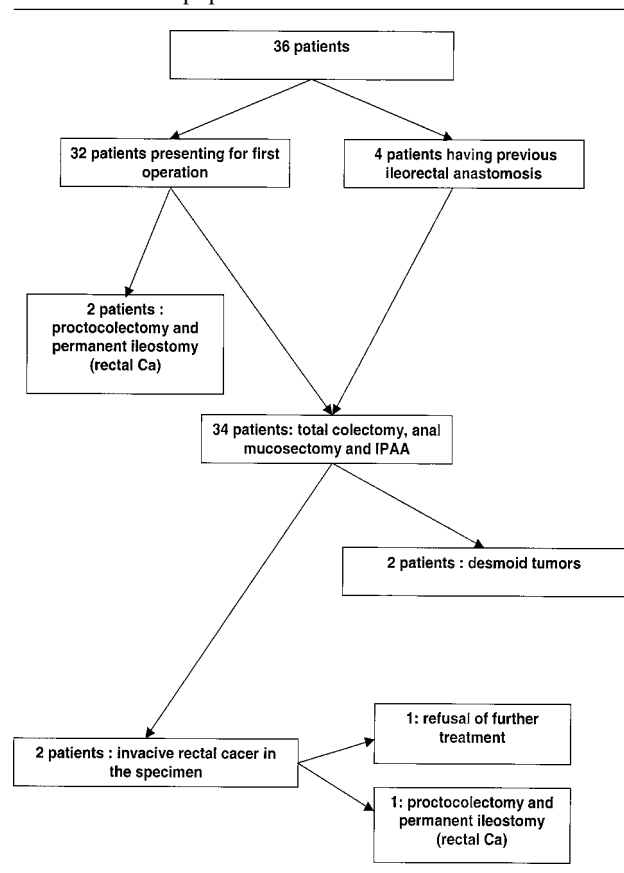 36 patients
32 patients presenting for first
operation
4 patients having previous
ileorectal anastomosis
2 patients :
proctocolectomy and
permanent ileostomy
(rectal Ca)
34 patients: total colectomy, anal
mucosectomy and IPAA
2 patients : desmoid tumors
2 patients : invacive rectal cacer in
the specimen
1: refusal of further
treatment
1: proctocolectomy and
permanent ileostomy
(rectal Ca)